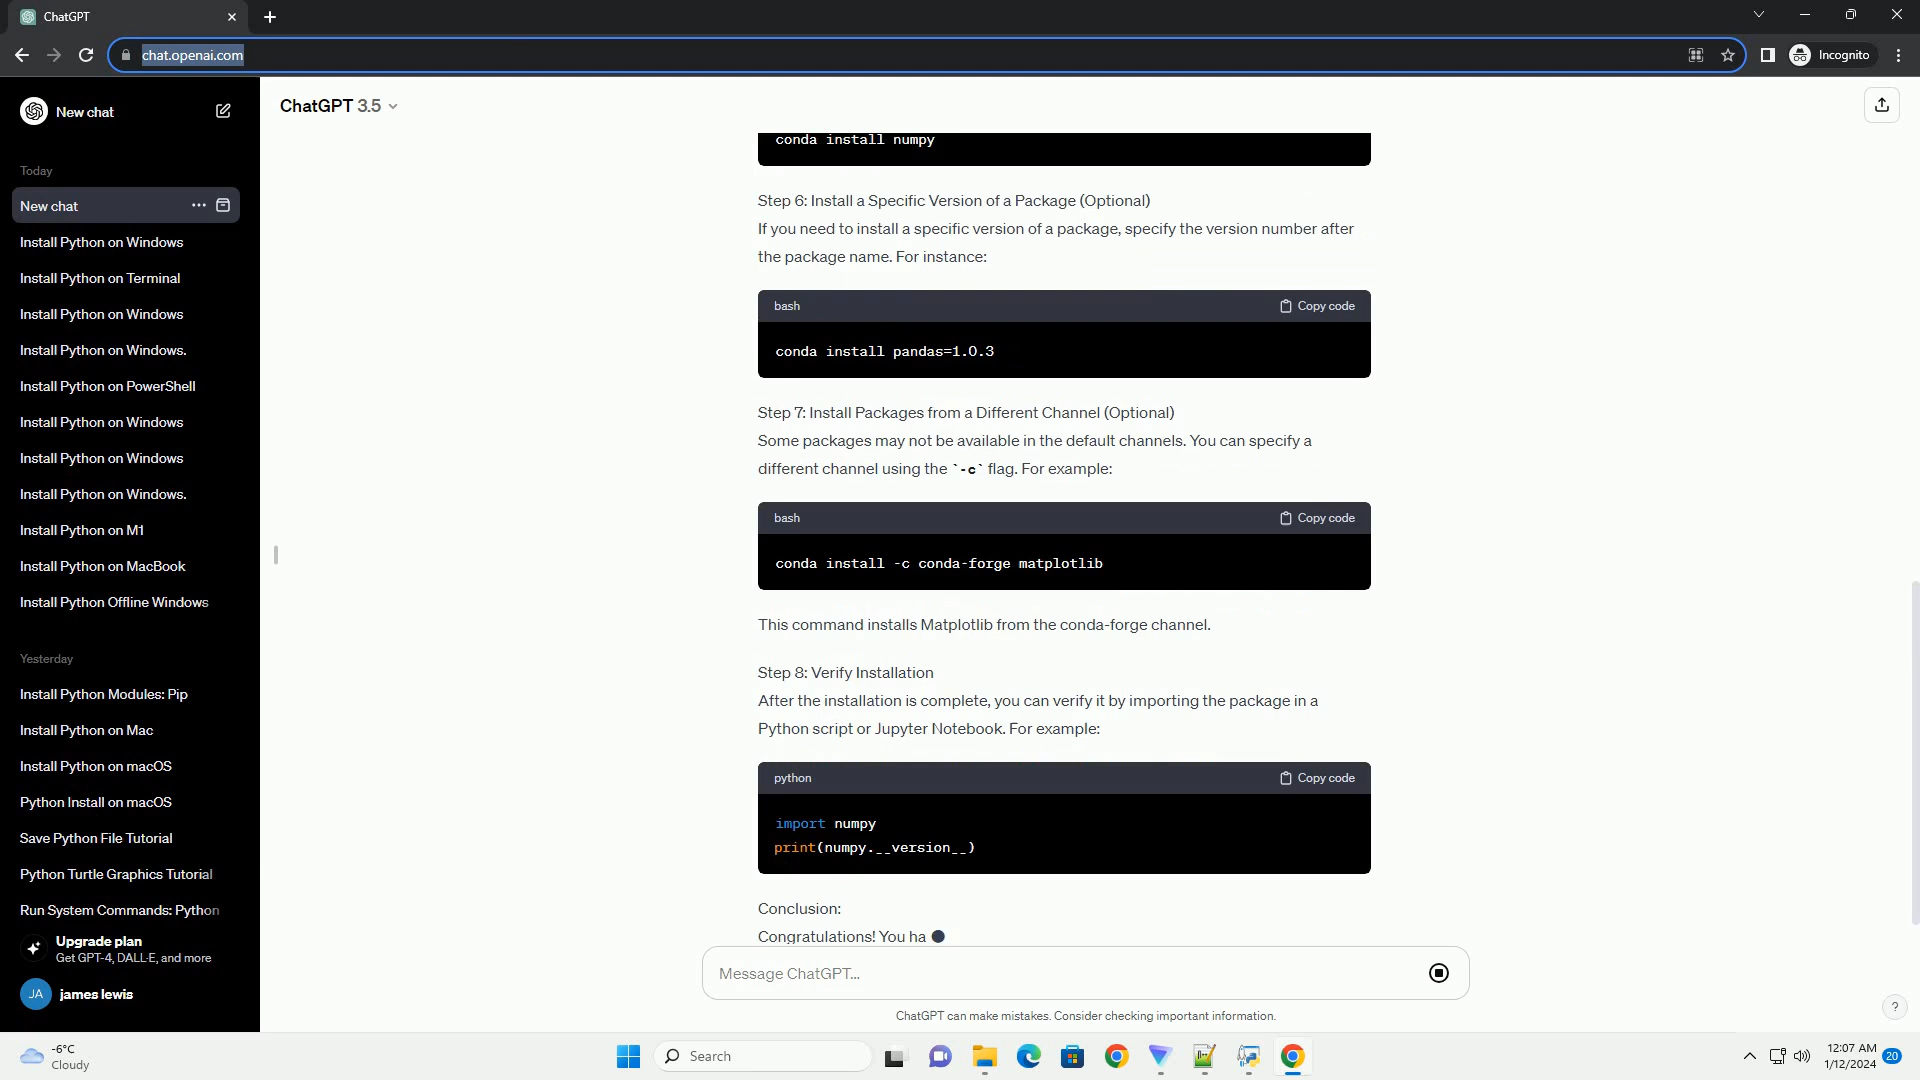 ChatGPT
chat.openai.com
Incognito
New chat
ChatGPT 3.5
Today
New chat
Install Python on Windows
Install Python on Terminal
Install Python on Windows
Install Python on Windows.
Install Python on PowerShell
Install Python on Windows
Install Python on Windows
Install Python on Windows.
Install Python on M1
Install Python on MacBook
Install Python Offline Windows
Yesterday
Install Python Modules: Pip
Install Python on Mac
Install Python on macOS
Python Install on macOS
Save Python File Tutorial
Python Turtle Graphics Tutorial
Run System Commands: Python
Upgrade plan
Get GPT-4, DALL·E, and more
JA
james lewis
conda install numpy
Step 6: Install a Specific Version of a Package (Optional)
If you need to install a specific version of a package, specify the version number after
the package name. For instance:
bash
Copy code
conda install pandas=1.0.3
Step 7: Install Packages from a Different Channel (Optional)
Some packages may not be available in the default channels. You can specify a
different channel using the `-c` flag. For example:
bash
Copy code
conda install -c conda-forge matplotlib
This command installs Matplotlib from the conda-forge channel.
Step 8: Verify Installation
After the installation is complete, you can verify it by importing the package in a
Python script or Jupyter Notebook. For example:
python
Copy code
import numpy
print(numpy.__version__)
Conclusion:
Congratulations! You ha
Message ChatGPT...
ChatGPT can make mistakes. Consider checking important information.
?
-6°C
Cloudy
Search
12:07 AM
1/12/2024
20